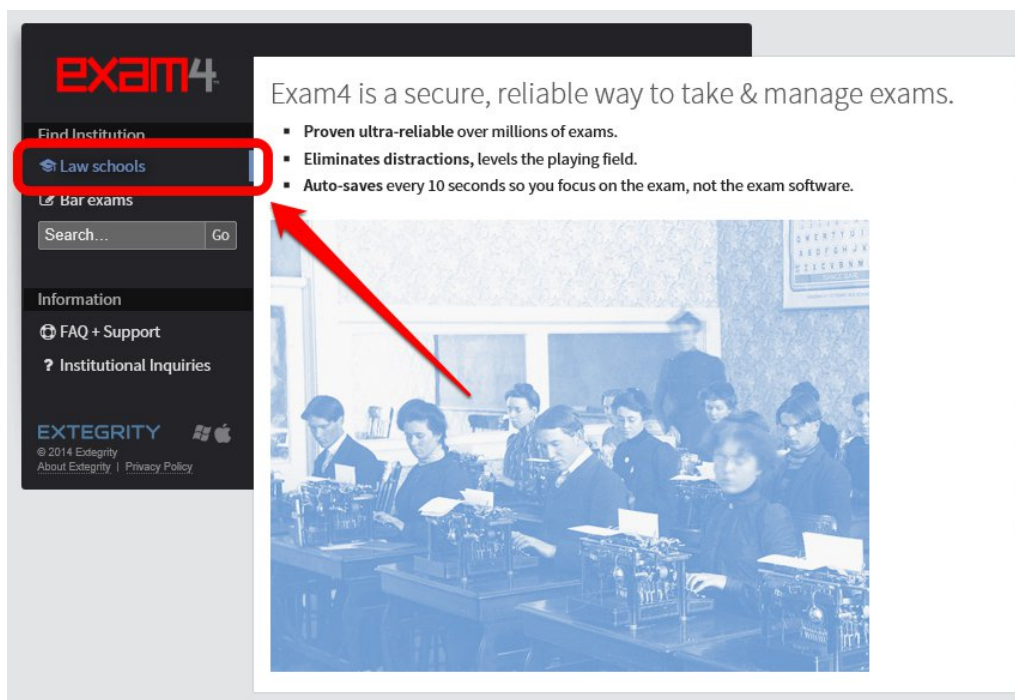 exam4
Exam4 is a secure, reliable way to take & manage exams.
Find Institution
Law schools
Bar exams
Search...
Go
▪ Proven ultra-reliable over millions of exams.
▪ Eliminates distractions, levels the playing field.
▪ Auto-saves every 10 seconds so you focus on the exam, not the exam software.
Information
FAQ + Support
? Institutional Inquiries
EXTEGRITY
© 2014 Extegrity
About Extegrity | Privacy Policy